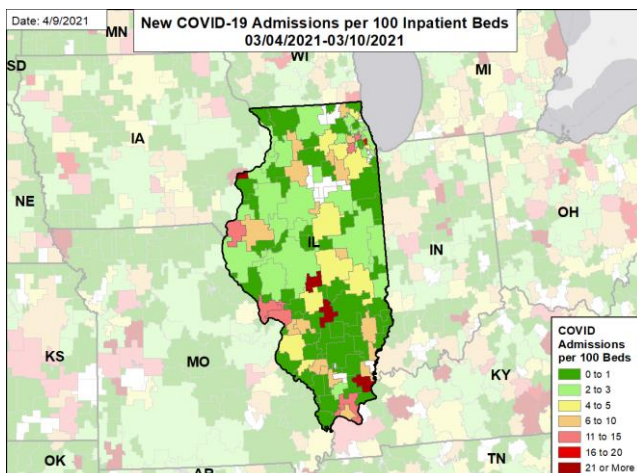 Date: 4/9/2021
New COVID-19 Admissions per 100 Inpatient Beds
03/04/2021-03/10/2021
MN
WI
SD
MI
IA
NE
OH
IL
IN
KS
MO
KY
OK
AR
TN
COVID
Admissions
per 100 Beds
0 to 1
2 to 3
4 to 5
6 to 10
11 to 15
16 to 20
21 or More